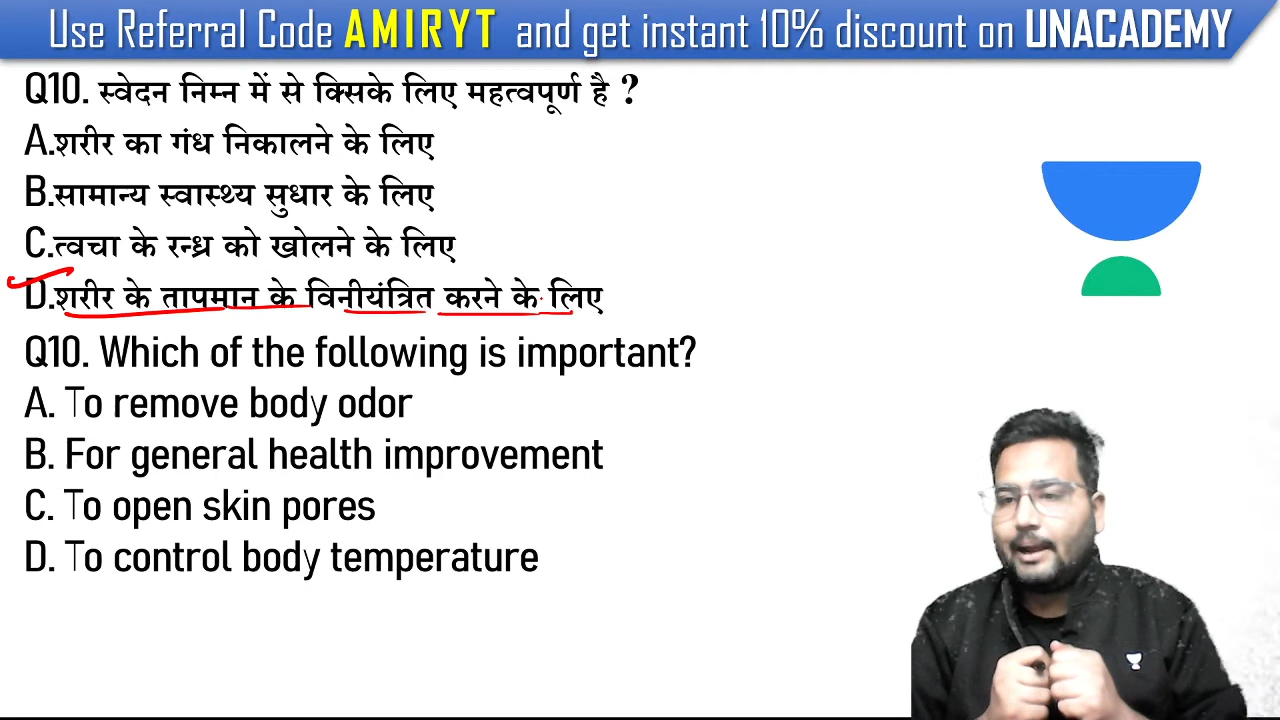 Use Referral Code AMIRYT and get instant 10% discount on UNACADEMY
Q10. स्वेदन निम्न में से क्सिके लिए महत्वपूर्ण है ?
A.शरीर का गंध निकालने के लिए
B.सामान्य स्वास्थ्य सुधार के लिए
C.त्वचा के रन्ध्र को खोलने के लिए
D.शरीर के तापमान के विनीयंत्रित करने के लिए
Q10. Which of the following is important?
A. To remove body odor
B. For general health improvement
C. To open skin pores
D. To control body temperature